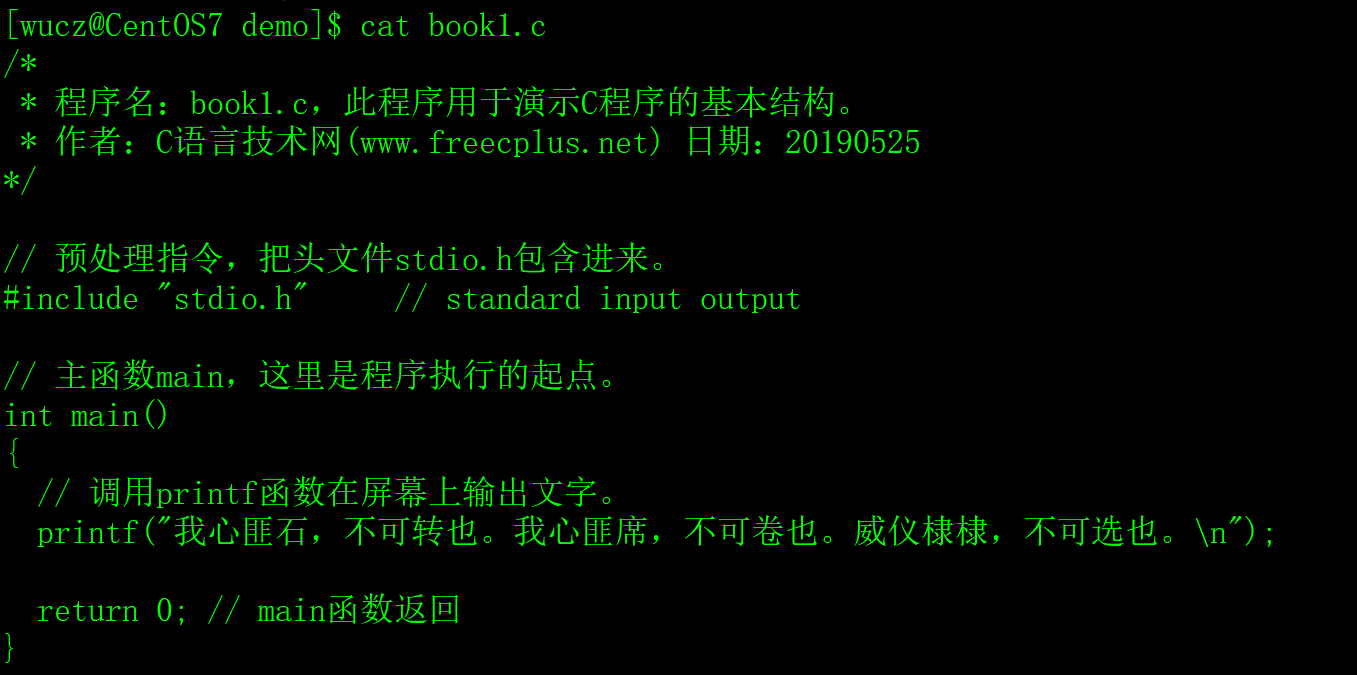 [wucz@CentOS7 demo]$ cat book1.c
/*
 * 程序名：book1.c，此程序用于演示C程序的基本结构。
 * 作者：C语言技术网(www.freecplus.net) 日期：20190525
*/
// 预处理指令，把头文件stdio.h包含进来。
#include "stdio.h"     // standard input output
// 主函数main，这里是程序执行的起点。
int main()
{
  // 调用printf函数在屏幕上输出文字。
  printf("我心匪石，不可转也。我心匪席，不可卷也。威仪棣棣，不可选也。\n");
  return 0; // main函数返回
}